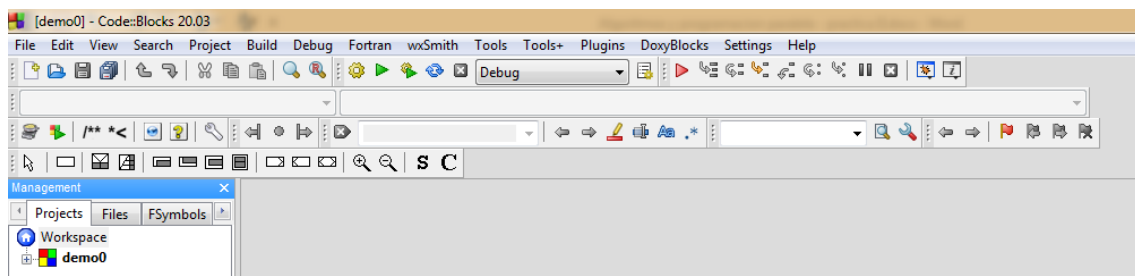 [demo0] - Code::Blocks 20.03
File Edit View Search Project Build Debug Fortran wxSmith Tools Tools+ Plugins DoxyBlocks Settings Help
Debug
/** *<
Aa .*
S C
Management
Projects Files FSymbols
Workspace
demo0